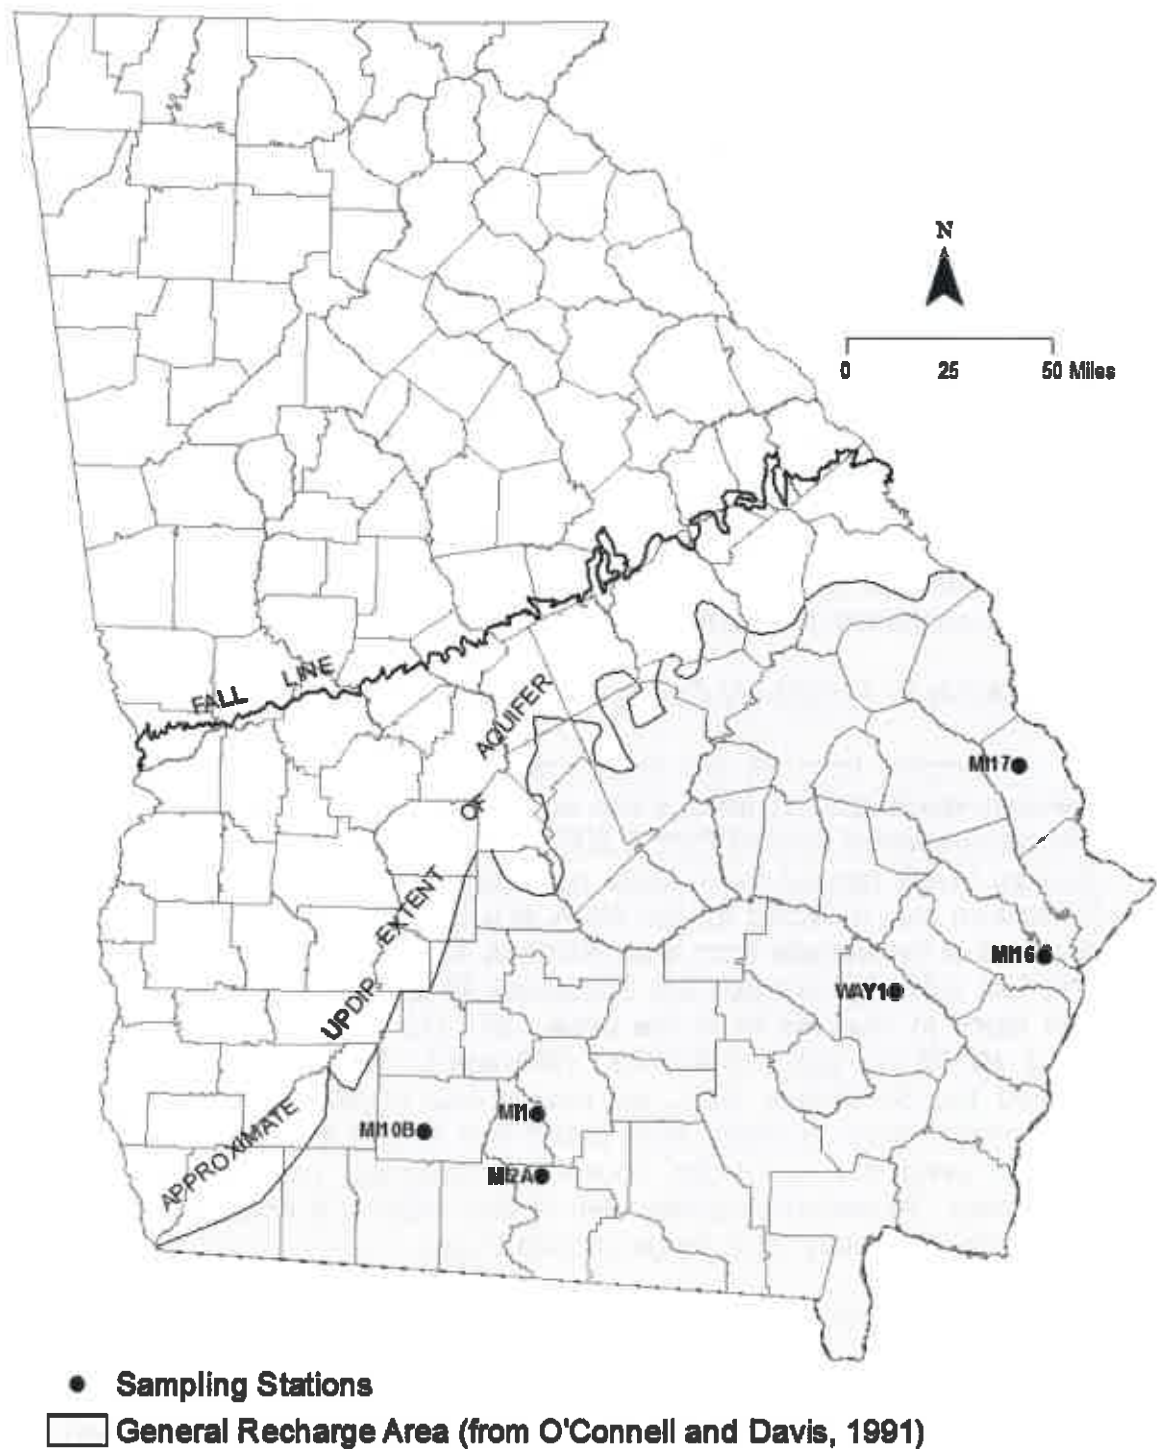 N
0 25 50 Miles
FALL LINE
AQUIFER
OF
EXTENT
UPDIP
APPROXIMATE
MI17
MI16
WAY1
MI1
MI10B
MI2A
Sampling Stations
General Recharge Area (from O'Connell and Davis, 1991)